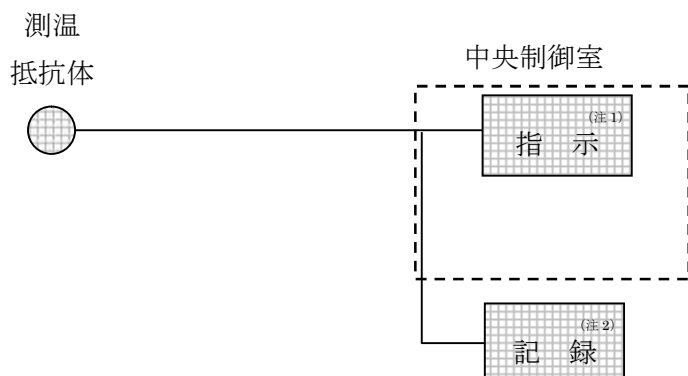 測温
抵抗体
中央制御室
(注1)
指 示
(注2)
記 録